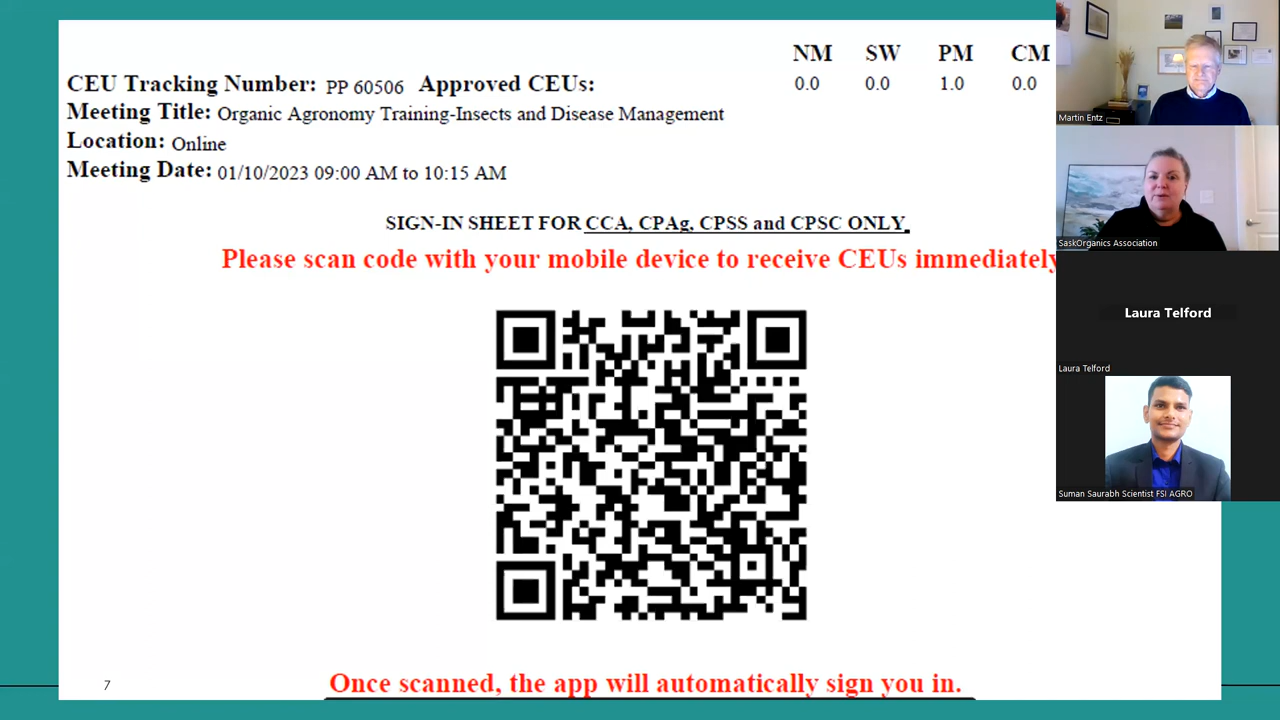 NM SW PM CM
CEU Tracking Number: PP 60506 Approved CEUs: 0.0 0.0 1.0 0.0
Meeting Title: Organic Agronomy Training-Insects and Disease Management
Location: Online
Meeting Date: 01/10/2023 09:00 AM to 10:15 AM
SIGN-IN SHEET FOR CCA, CPAg, CPSS and CPSC ONLY.
Please scan code with your mobile device to receive CEUs immediately
Once scanned, the app will automatically sign you in.
7
Martin Entz
SaskOrganics Association
Laura Telford
Laura Telford
Suman Saurabh Scientist FSI AGRO